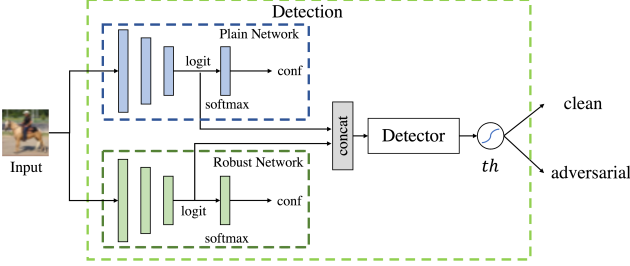 Detection
Plain Network
logit
conf
softmax
Input
concat
Detector
th
clean
adversarial
Robust Network
logit
conf
softmax